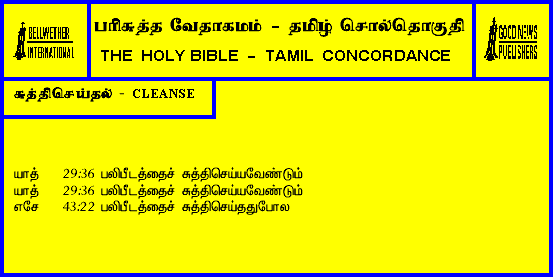 BELLWETHER
INTERNATIONAL
பரிசுத்த வேதாகமம் - தமிழ் சொல்தொகுதி
THE HOLY BIBLE - TAMIL CONCORDANCE
GOOD NEWS
PUBLISHERS
சுத்திசெய்தல் - CLEANSE
யாத் 29:36 பலிபீடத்தைச் சுத்திசெய்யவேண்டும்
யாத் 29:36 பலிபீடத்தைச் சுத்திசெய்யவேண்டும்
எசே 43:22 பலிபீடத்தைச் சுத்திசெய்ததுபோல